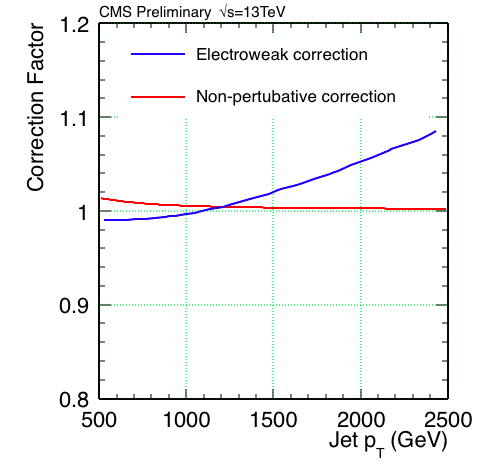 CMS Preliminary √s=13TeV
Correction Factor
1.2
1.1
1
0.9
0.8
Electroweak correction
Non-pertubative correction
500 1000 1500 2000 2500
Jet p_T (GeV)